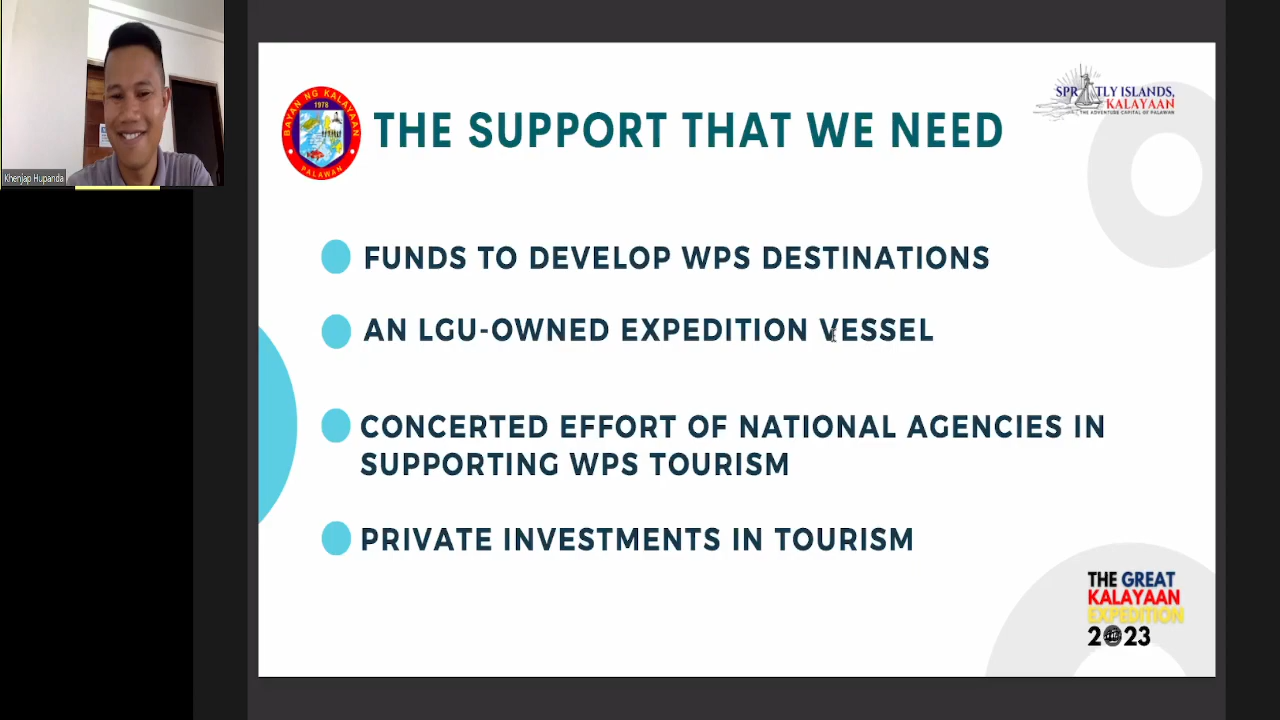 Khenjap Hupanda
BAYAN NG KALAYAAN
1978
PALAWAN
THE SUPPORT THAT WE NEED
SPRATLY ISLANDS,
KALAYAAN
THE ADVENTURE CAPITAL OF PALAWAN
FUNDS TO DEVELOP WPS DESTINATIONS
AN LGU-OWNED EXPEDITION VESSEL
CONCERTED EFFORT OF NATIONAL AGENCIES IN
SUPPORTING WPS TOURISM
PRIVATE INVESTMENTS IN TOURISM
THE GREAT
KALAYAAN
EXPEDITION
2023